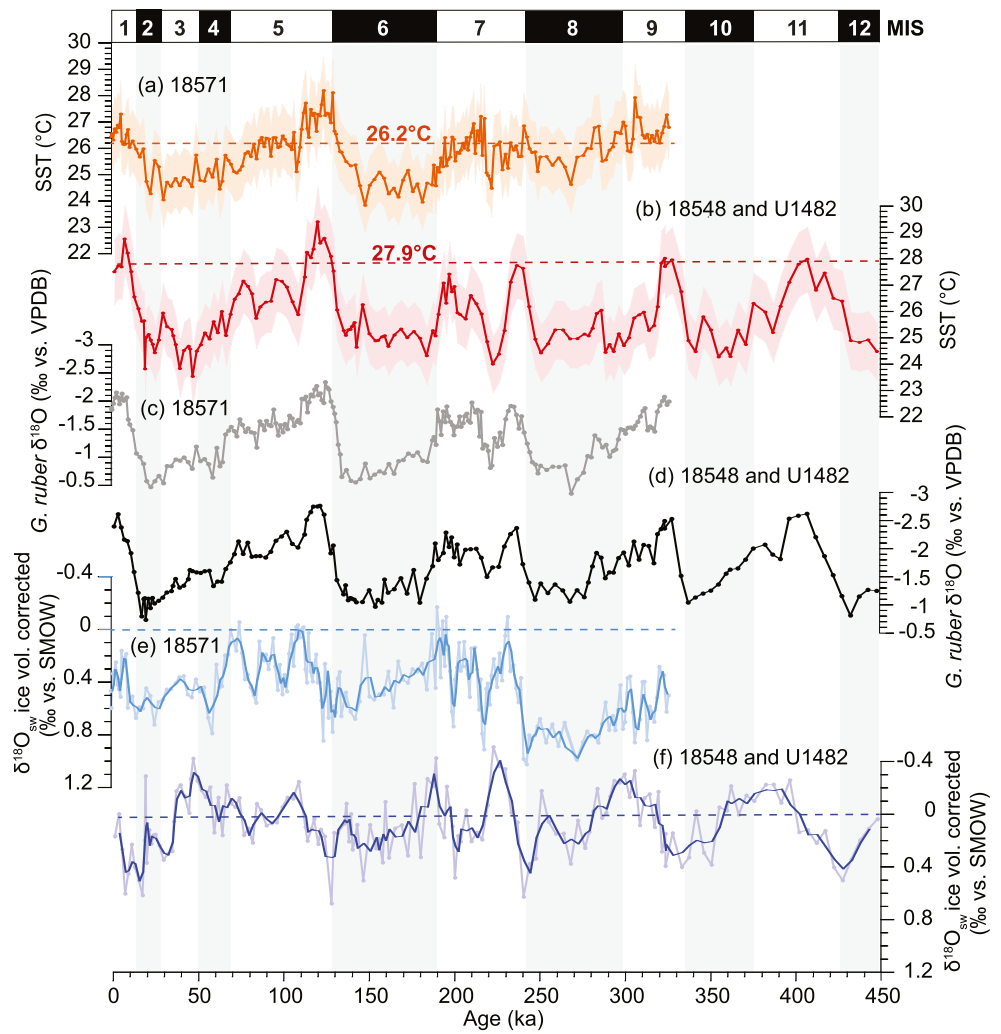 1 2 3 4 5 6 7 8 9 10 11 12 MIS
30
29
28
27
26
25
24
23
22
SST (°C)
(a) 18571
26.2°C
(b) 18548 and U1482
30
29
28
27
26
25
24
23
22
SST (°C)
27.9°C
-3
-2.5
-2
-1.5
-1
-0.5
G. ruber δ¹⁸O (‰ vs. VPDB)
(c) 18571
(d) 18548 and U1482
-3
-2.5
-2
-1.5
-1
-0.5
G. ruber δ¹⁸O (‰ vs. VPDB)
-0.4
0
0.4
0.8
1.2
δ¹⁸Osw ice vol. corrected
(‰ vs. SMOW)
(e) 18571
(f) 18548 and U1482
-0.4
0
0.4
0.8
1.2
δ¹⁸Osw ice vol. corrected
(‰ vs. SMOW)
0 50 100 150 200 250 300 350 400 450
Age (ka)